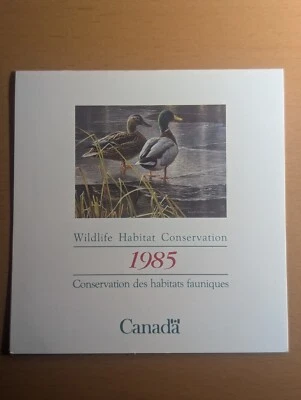 Wildlife Habitat Conservation
1985
Conservation des habitats fauniques
Canada